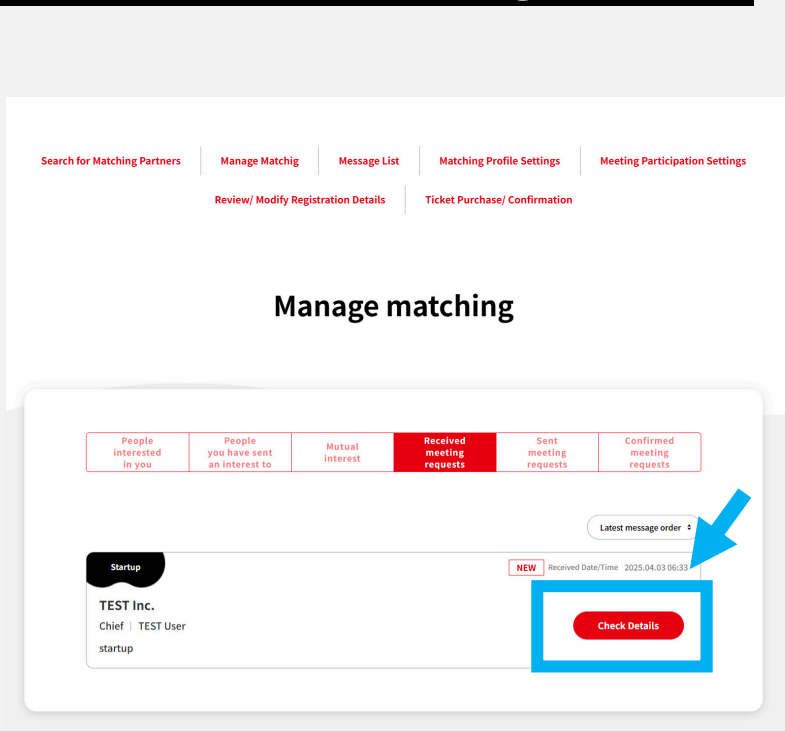 Search for Matching Partners
Manage Matchig
Message List
Matching Profile Settings
Meeting Participation Settings
Review/ Modify Registration Details
Ticket Purchase/ Confirmation
Manage matching
People
interested
in you
People
you have sent
an interest to
Mutual
interest
Received
meeting
requests
Sent
meeting
requests
Confirmed
meeting
requests
Latest message order
Startup
NEW Received Date/Time 2025.04.03 06:33
TEST Inc.
Chief | TEST User
startup
Check Details